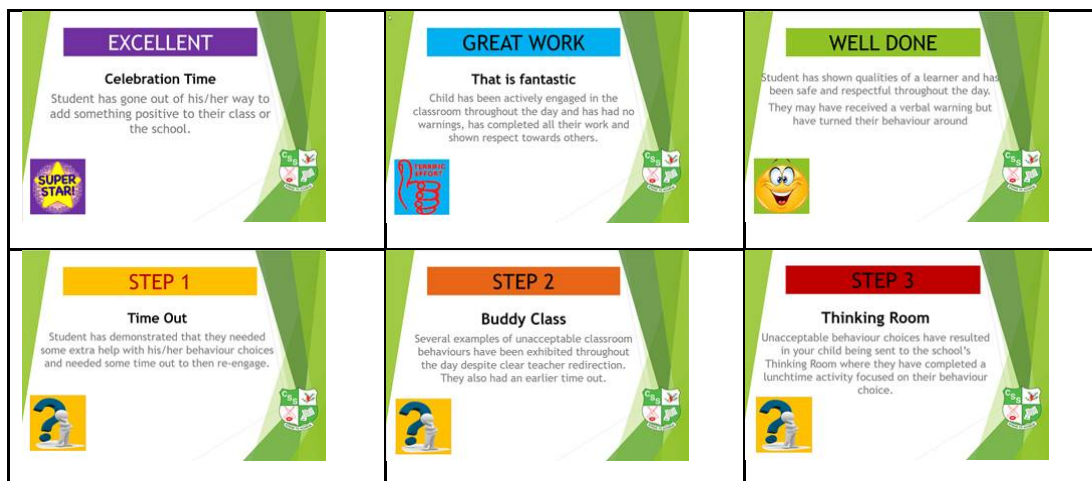 EXCELLENT
Celebration Time
Student has gone out of his/her way to
add something positive to their class or
the school.
SUPER
STAR!
CSS
GREAT WORK
That is fantastic
Child has been actively engaged in the
classroom throughout the day and has had no
warnings, has completed all their work and
shown respect towards others.
TERRIFIC
EFFORT
CSS
WELL DONE
Student has shown qualities of a learner and has
been safe and respectful throughout the day.
They may have received a verbal warning but
have turned their behaviour around
CSS
STEP 1
Time Out
Student has demonstrated that they needed
some extra help with his/her behaviour choices
and needed some time out to then re-engage.
CSS
STEP 2
Buddy Class
Several examples of unacceptable classroom
behaviours have been exhibited throughout
the day despite clear teacher redirection.
They also had an earlier time out.
CSS
STEP 3
Thinking Room
Unacceptable behaviour choices have resulted
in your child being sent to the school's
Thinking Room where they have completed a
lunchtime activity focused on their behaviour
choice.
CSS